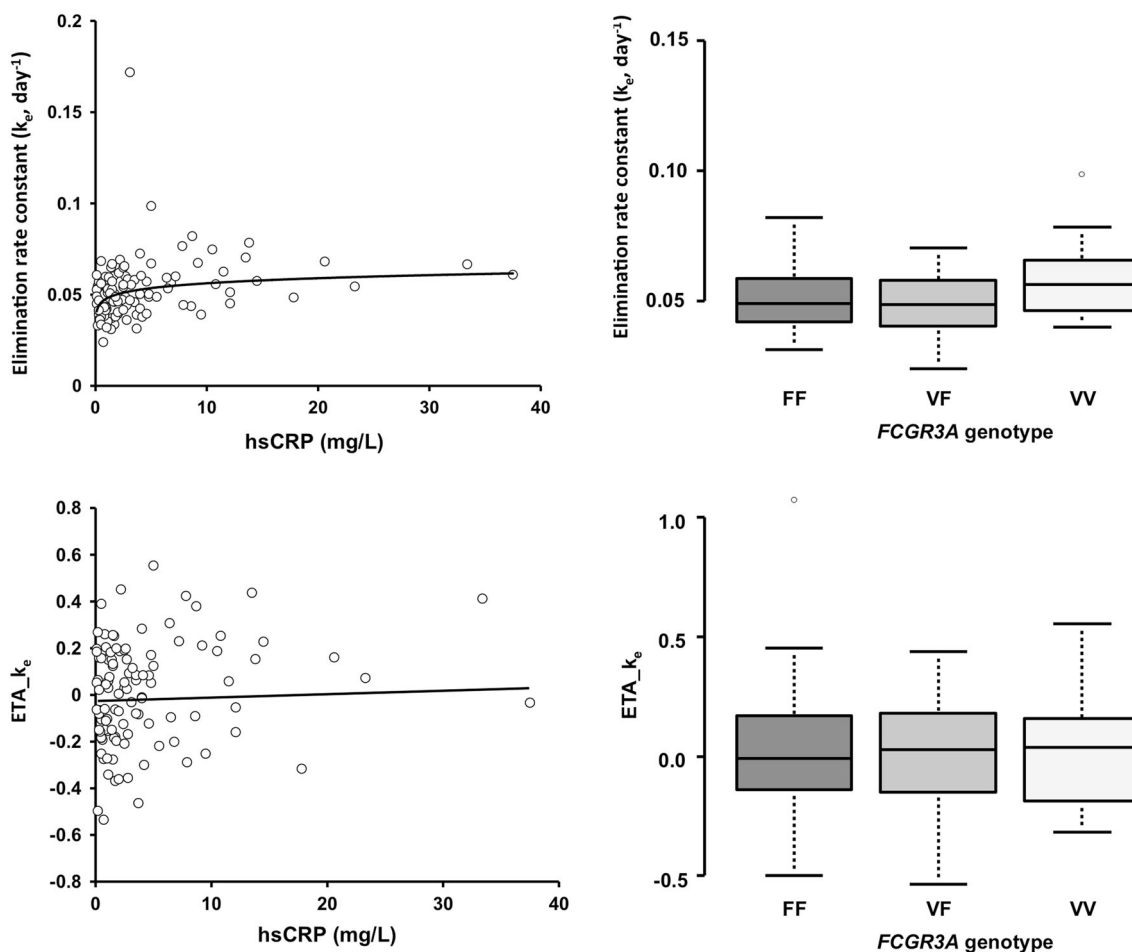 Elimination rate constant (ke, day-1)
0.2
0.15
0.1
0.05
0
0 10 20 30 40
hsCRP (mg/L)
Elimination rate constant (ke, day-1)
0.15
0.10
0.05
FF VF VV
FCGR3A genotype
ETA_ke
0.8
0.6
0.4
0.2
0
-0.2
-0.4
-0.6
-0.8
0 10 20 30 40
hsCRP (mg/L)
ETA_ke
1.0
0.5
0.0
-0.5
FF VF VV
FCGR3A genotype